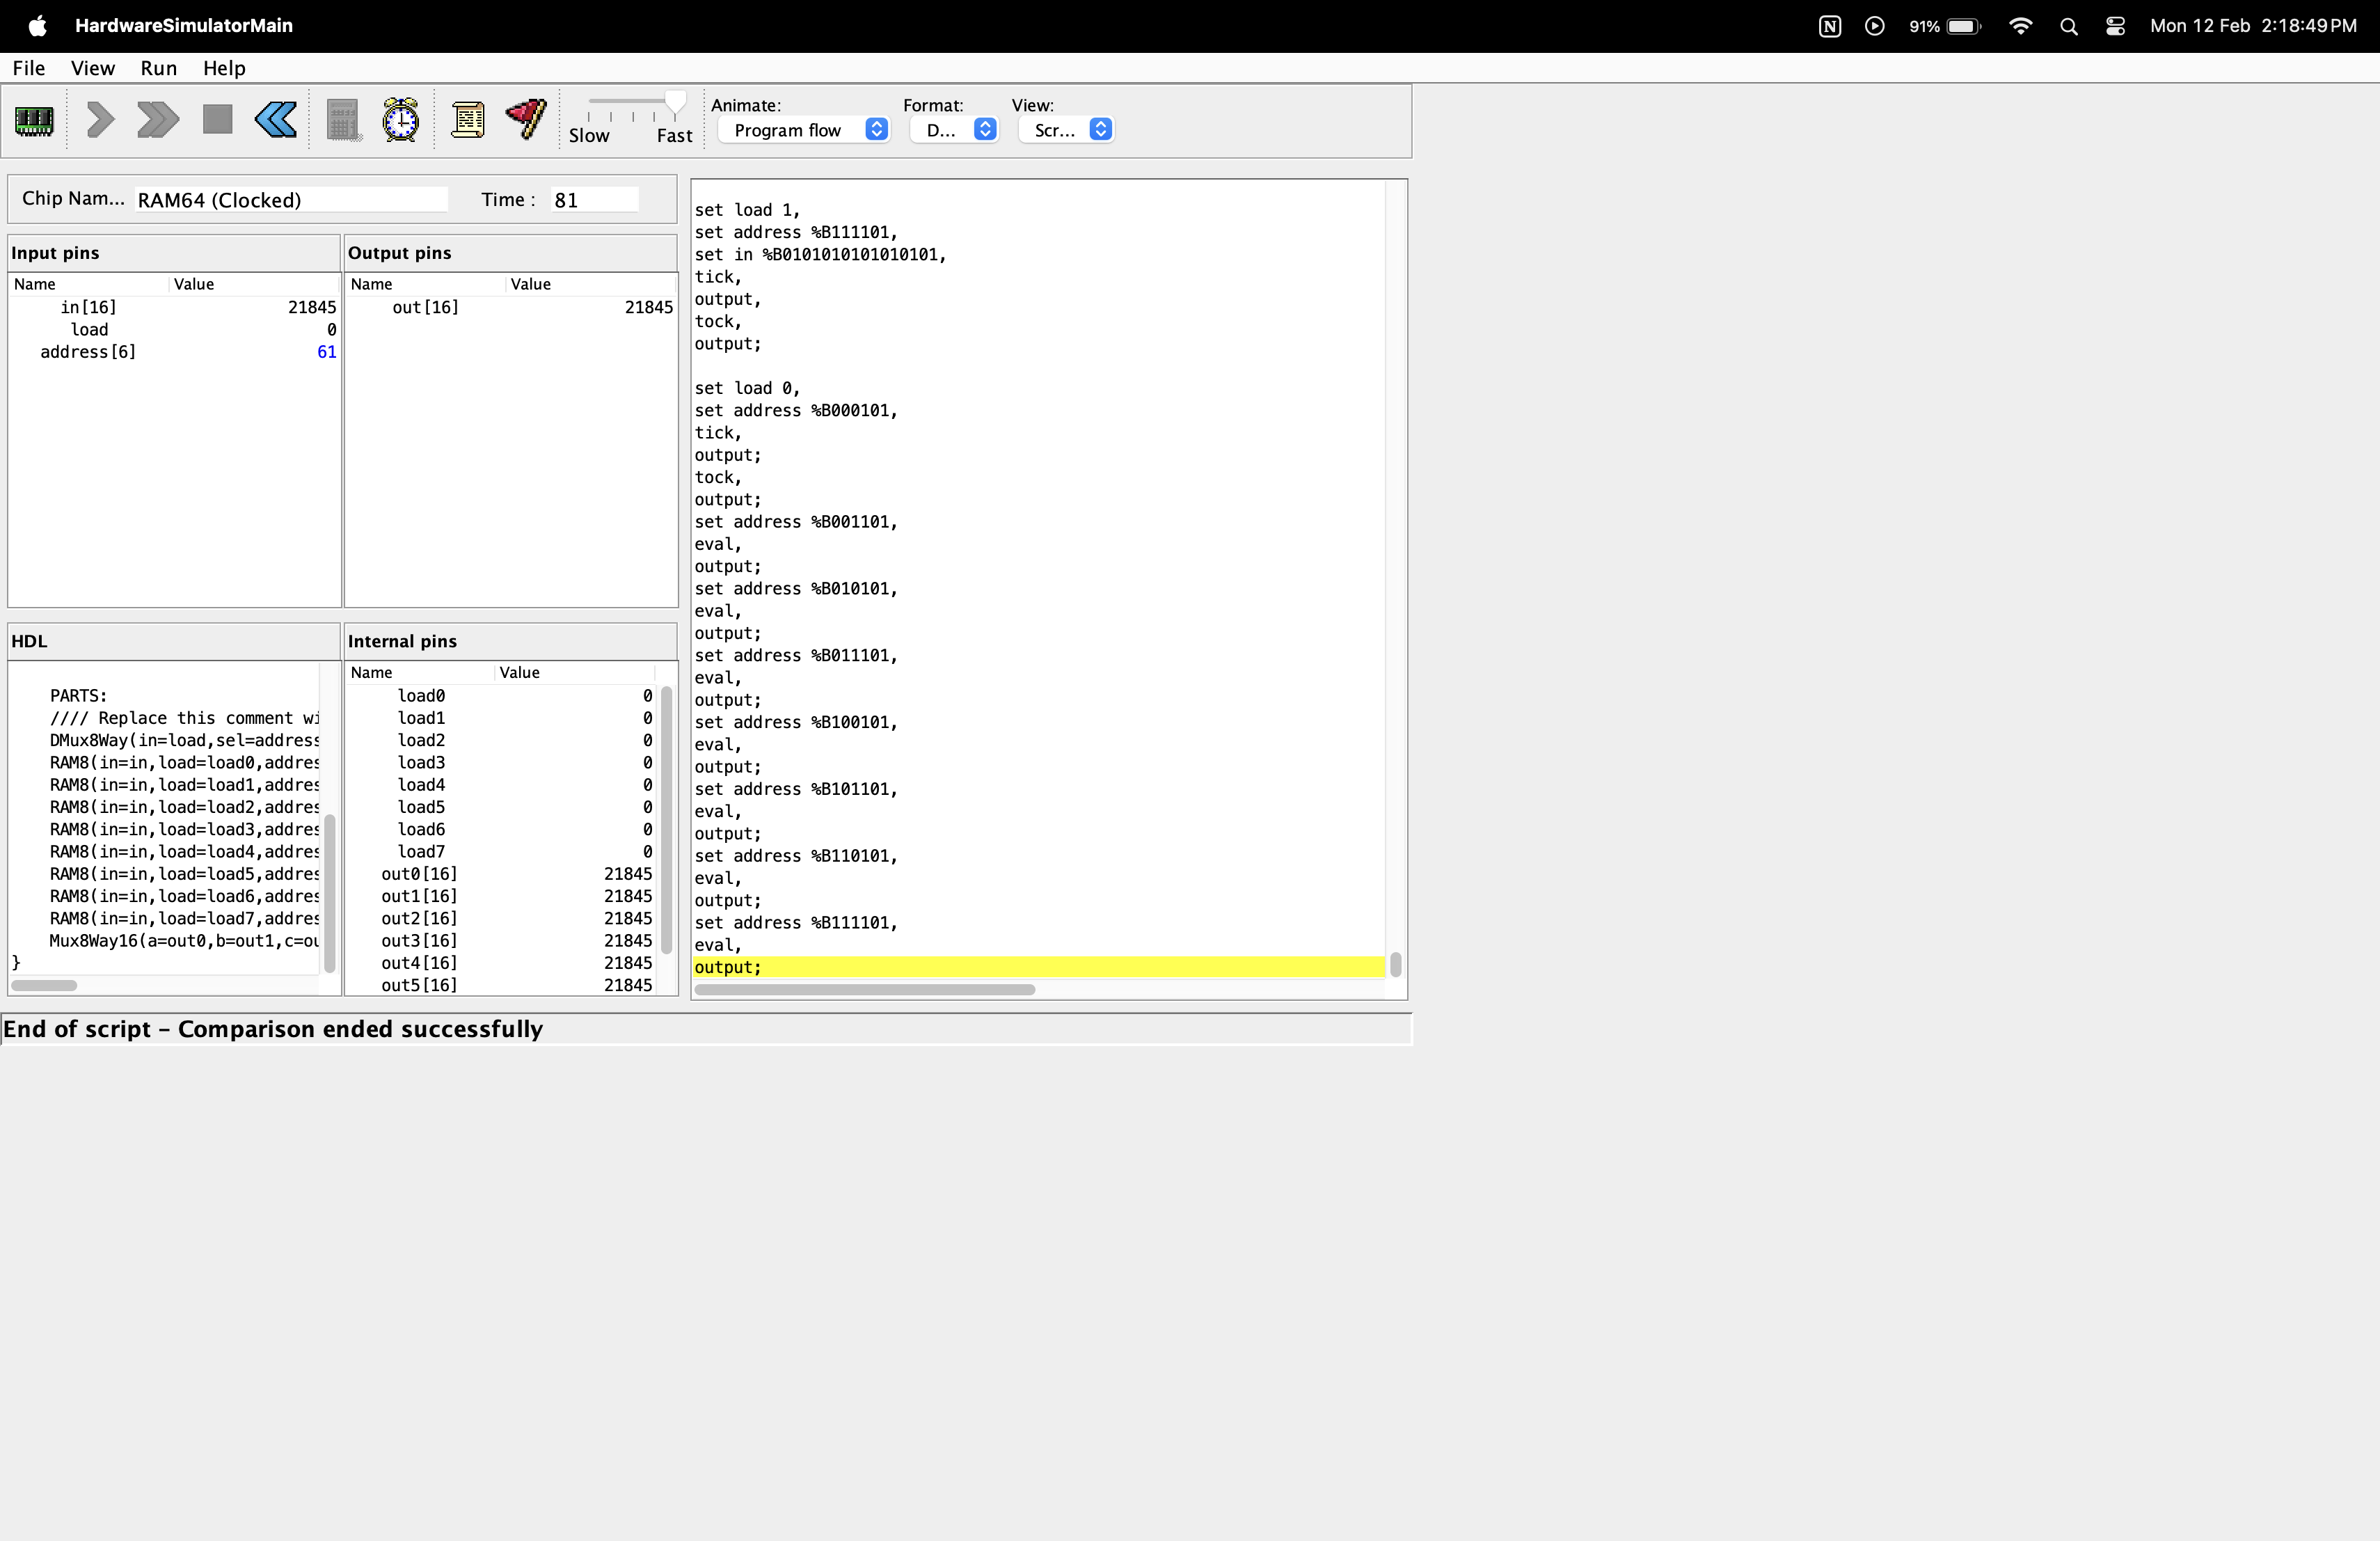 HardwareSimulatorMain
91%
Mon 12 Feb 2:18:49 PM
File View Run Help
Slow Fast
Animate: Format: View:
Program flow D... Scr...
Chip Nam... RAM64 (Clocked) Time : 81
Input pins
Name Value
in[16] 21845
load 0
address[6] 61
Output pins
Name Value
out[16] 21845
HDL
PARTS:
//// Replace this comment wi
DMux8Way(in=load,sel=address
RAM8(in=in,load=load0,addres
RAM8(in=in,load=load1,addres
RAM8(in=in,load=load2,addres
RAM8(in=in,load=load3,addres
RAM8(in=in,load=load4,addres
RAM8(in=in,load=load5,addres
RAM8(in=in,load=load6,addres
RAM8(in=in,load=load7,addres
Mux8Way16(a=out0,b=out1,c=ou
}
Internal pins
Name Value
load0 0
load1 0
load2 0
load3 0
load4 0
load5 0
load6 0
load7 0
out0[16] 21845
out1[16] 21845
out2[16] 21845
out3[16] 21845
out4[16] 21845
out5[16] 21845
set load 1,
set address %B111101,
set in %B0101010101010101,
tick,
output,
tock,
output;
set load 0,
set address %B000101,
tick,
output;
tock,
output;
set address %B001101,
eval,
output;
set address %B010101,
eval,
output;
set address %B011101,
eval,
output;
set address %B100101,
eval,
output;
set address %B101101,
eval,
output;
set address %B110101,
eval,
output;
set address %B111101,
eval,
output;
End of script – Comparison ended successfully